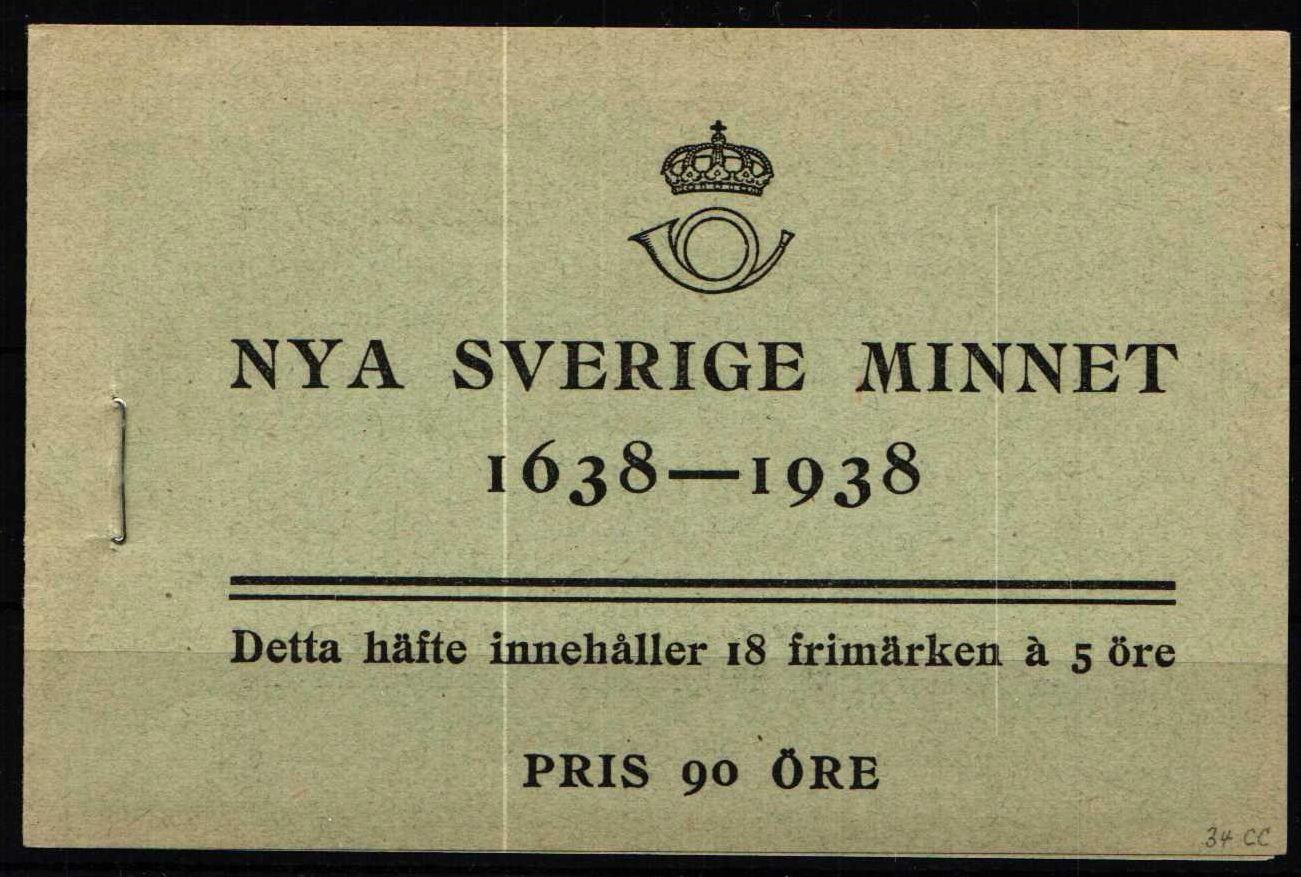 NYA SVERIGE MINNET
1638—1938
Detta häfte innehåller 18 frimärken à 5 öre
PRIS 90 ÖRE
34 CC